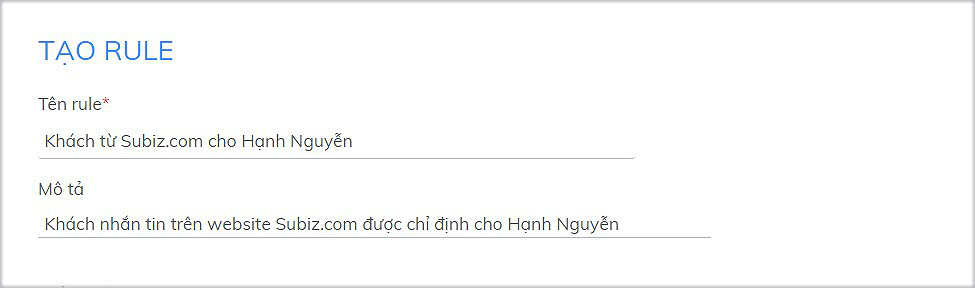 TẠO RULE
Tên rule*
Khách từ Subiz.com cho Hạnh Nguyễn
Mô tả
Khách nhắn tin trên website Subiz.com được chỉ định cho Hạnh Nguyễn